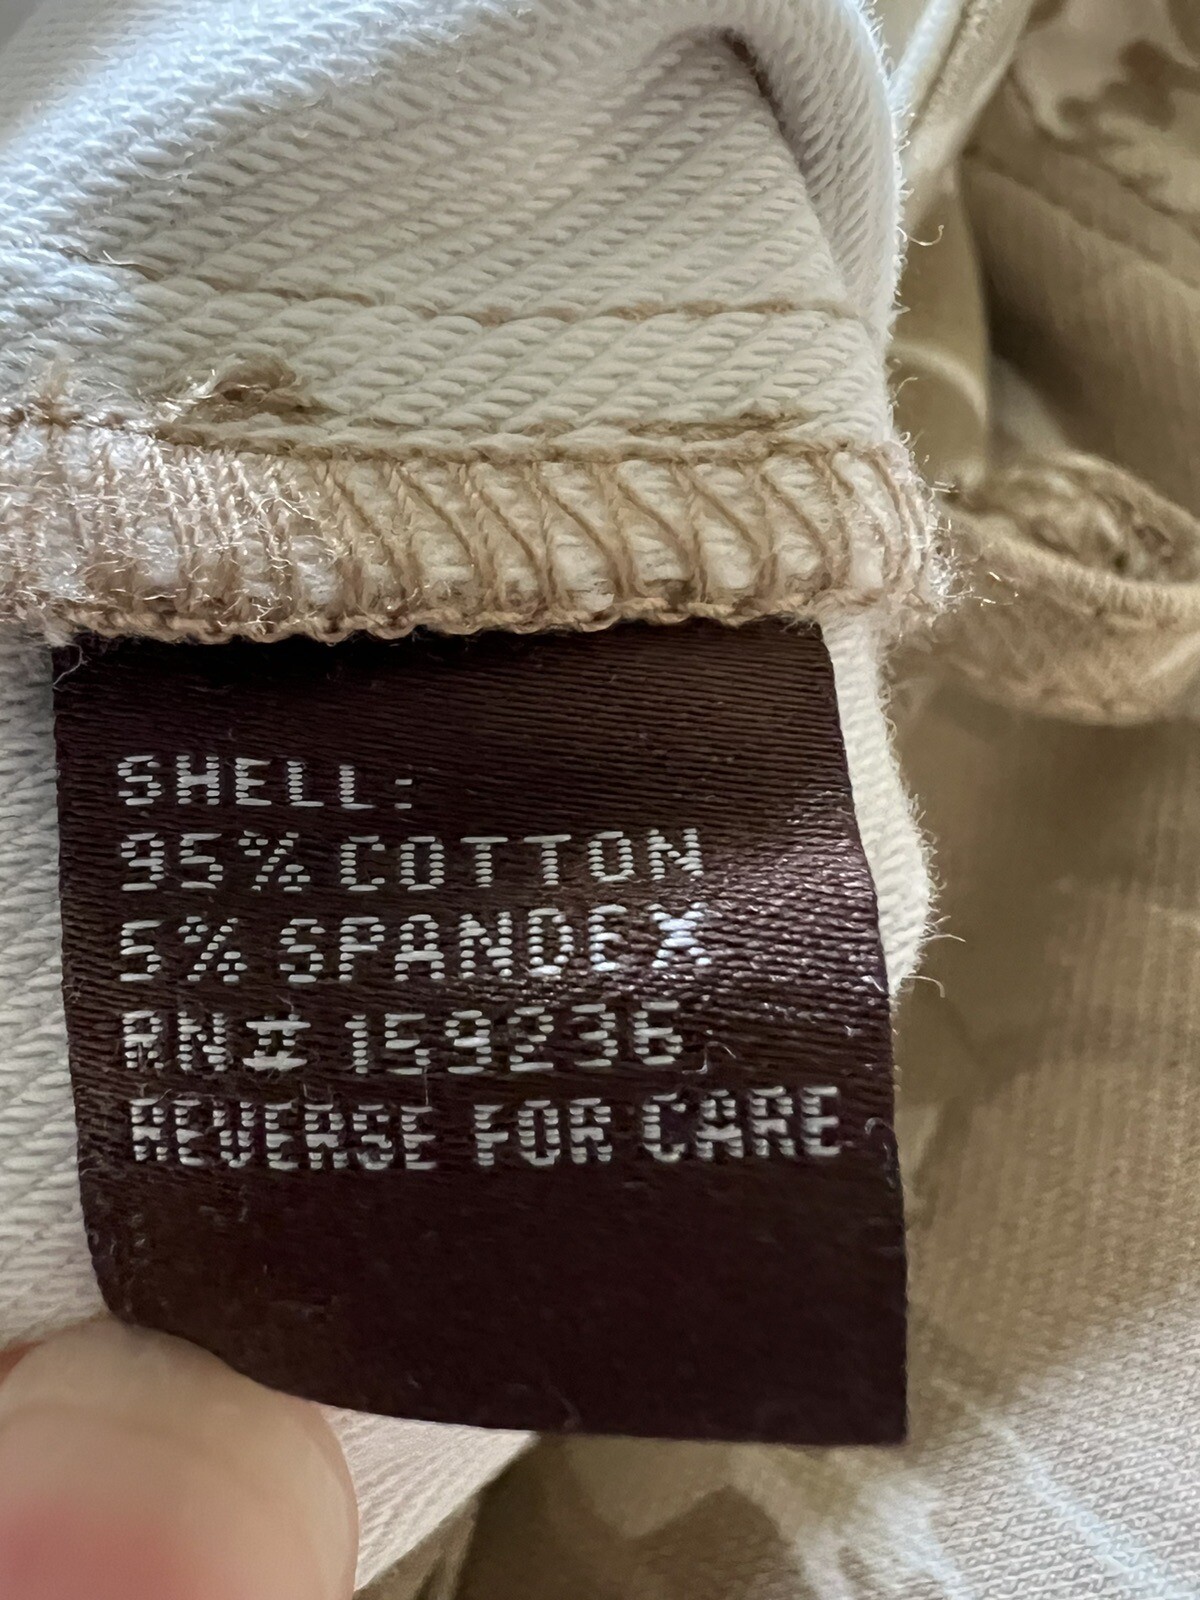 SHELL:
95% COTTON
5% SPANDEX
RN# 159236
REVERSE FOR CARE